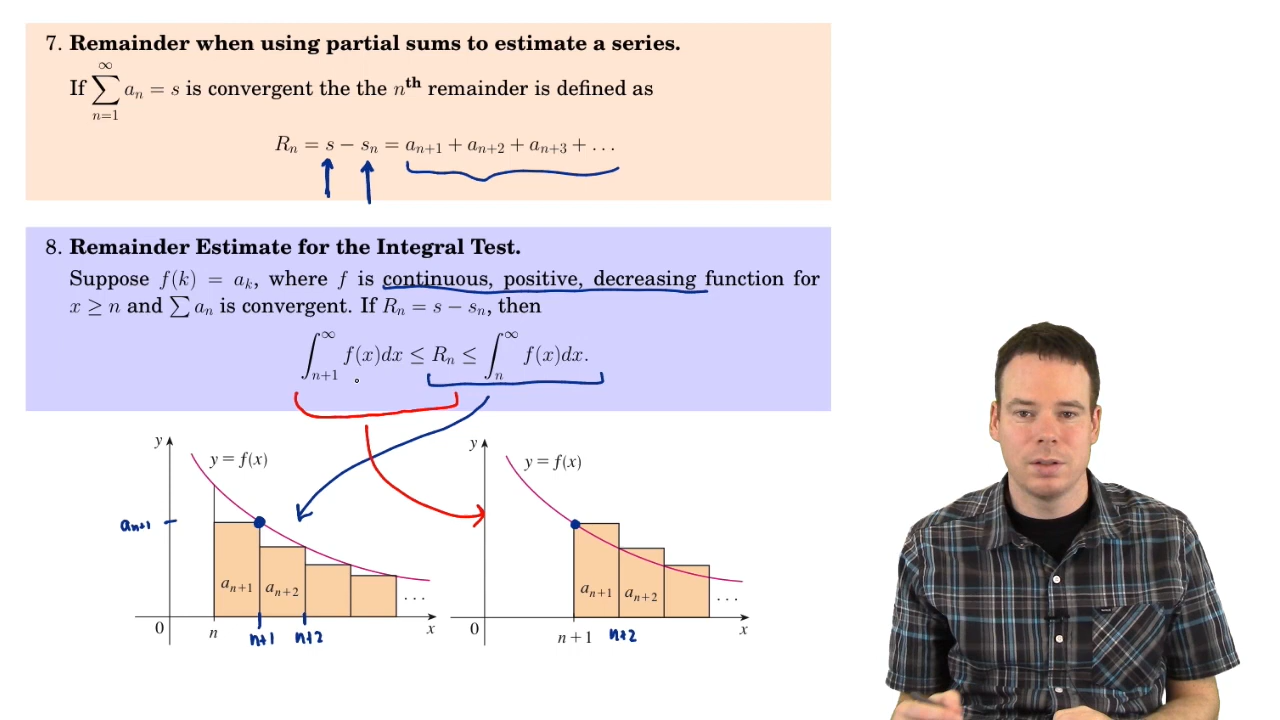 7. Remainder when using partial sums to estimate a series.
If ∑_{n=1}^{∞} a_n = s is convergent the the n^{th} remainder is defined as
R_n = s − s_n = a_{n+1} + a_{n+2} + a_{n+3} + ...
8. Remainder Estimate for the Integral Test.
Suppose f(k) = a_k, where f is continuous, positive, decreasing function for
x ≥ n and ∑ a_n is convergent. If R_n = s − s_n, then
∫_{n+1}^{∞} f(x)dx ≤ R_n ≤ ∫_{n}^{∞} f(x)dx.
y
y = f(x)
a_{n+1}
a_{n+1} a_{n+2} ...
0 n n+1 n+2 x
y
y = f(x)
a_{n+1} a_{n+2} ...
0 n + 1 n+2 x